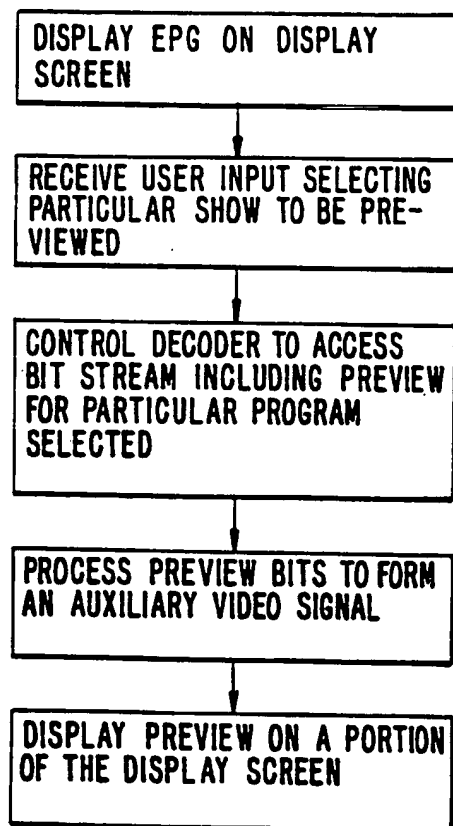 DISPLAY EPG ON DISPLAY
SCREEN
RECEIVE USER INPUT SELECTING
PARTICULAR SHOW TO BE PRE-
VIEWED
CONTROL DECODER TO ACCESS
BIT STREAM INCLUDING PREVIEW
FOR PARTICULAR PROGRAM
SELECTED
PROCESS PREVIEW BITS TO FORM
AN AUXILIARY VIDEO SIGNAL
DISPLAY PREVIEW ON A PORTION
OF THE DISPLAY SCREEN